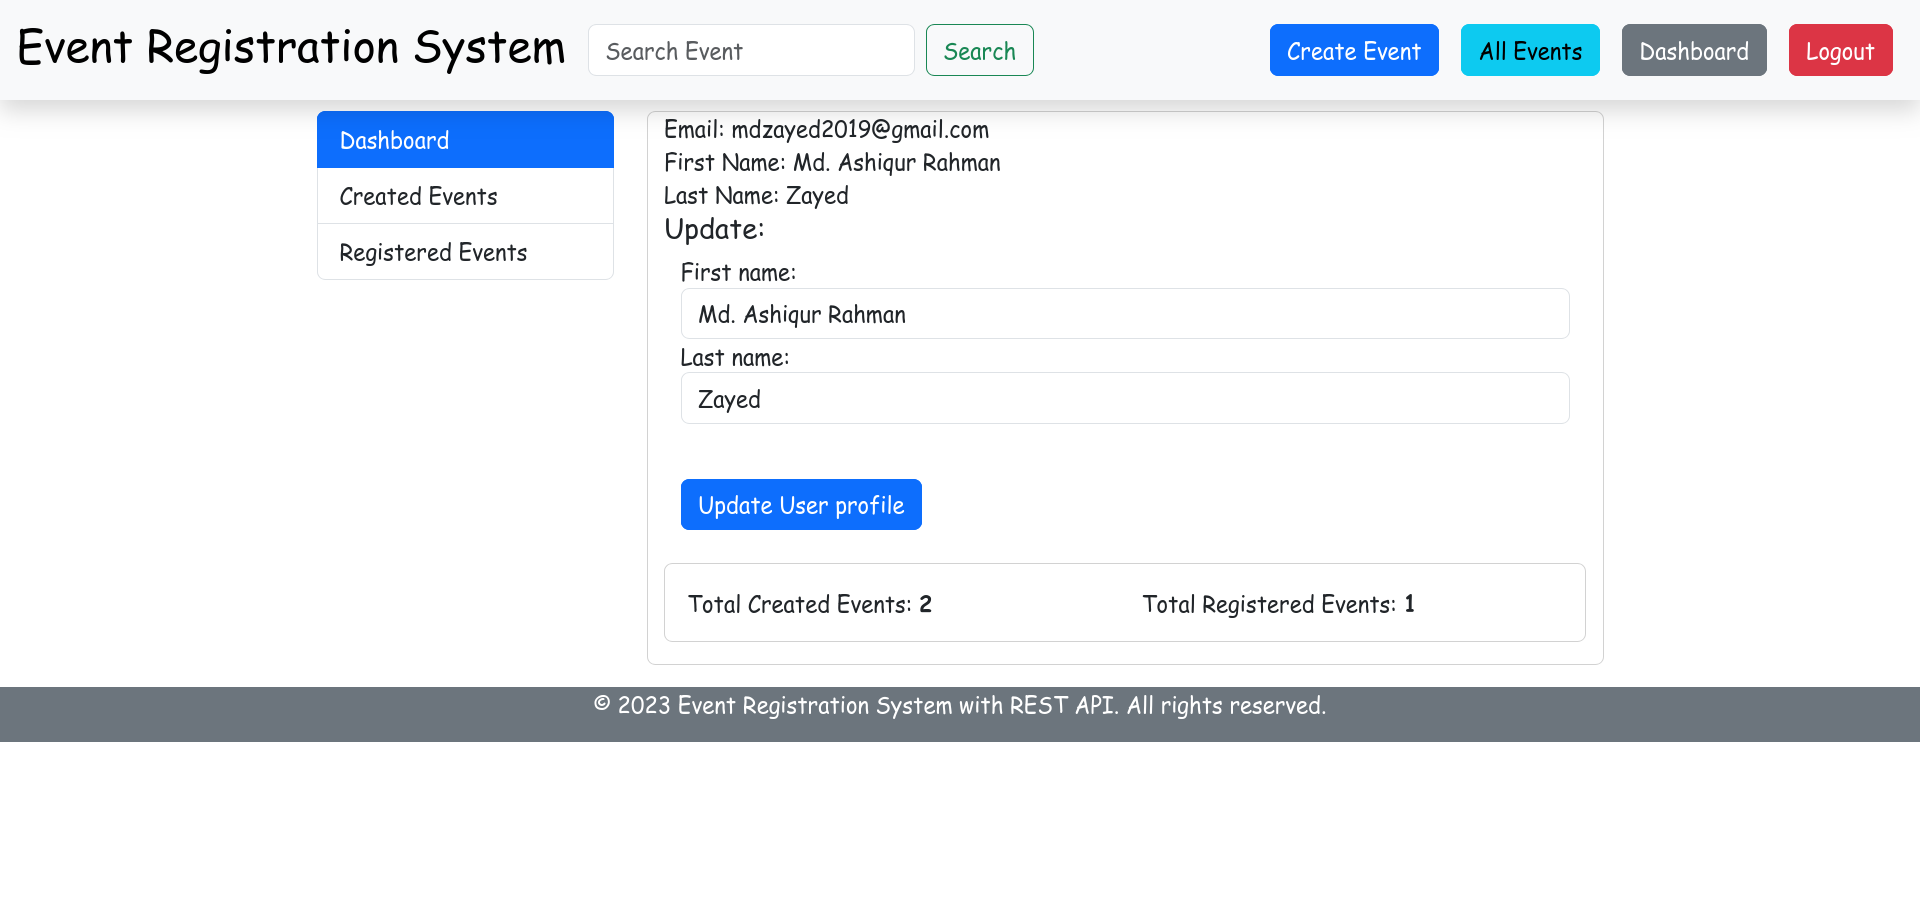 Event Registration System
Search Event
Search
Create Event
All Events
Dashboard
Logout
Dashboard
Created Events
Registered Events
Email: mdzayed2019@gmail.com
First Name: Md. Ashiqur Rahman
Last Name: Zayed
Update:
First name:
Md. Ashiqur Rahman
Last name:
Zayed
Update User profile
Total Created Events: 2
Total Registered Events: 1
© 2023 Event Registration System with REST API. All rights reserved.